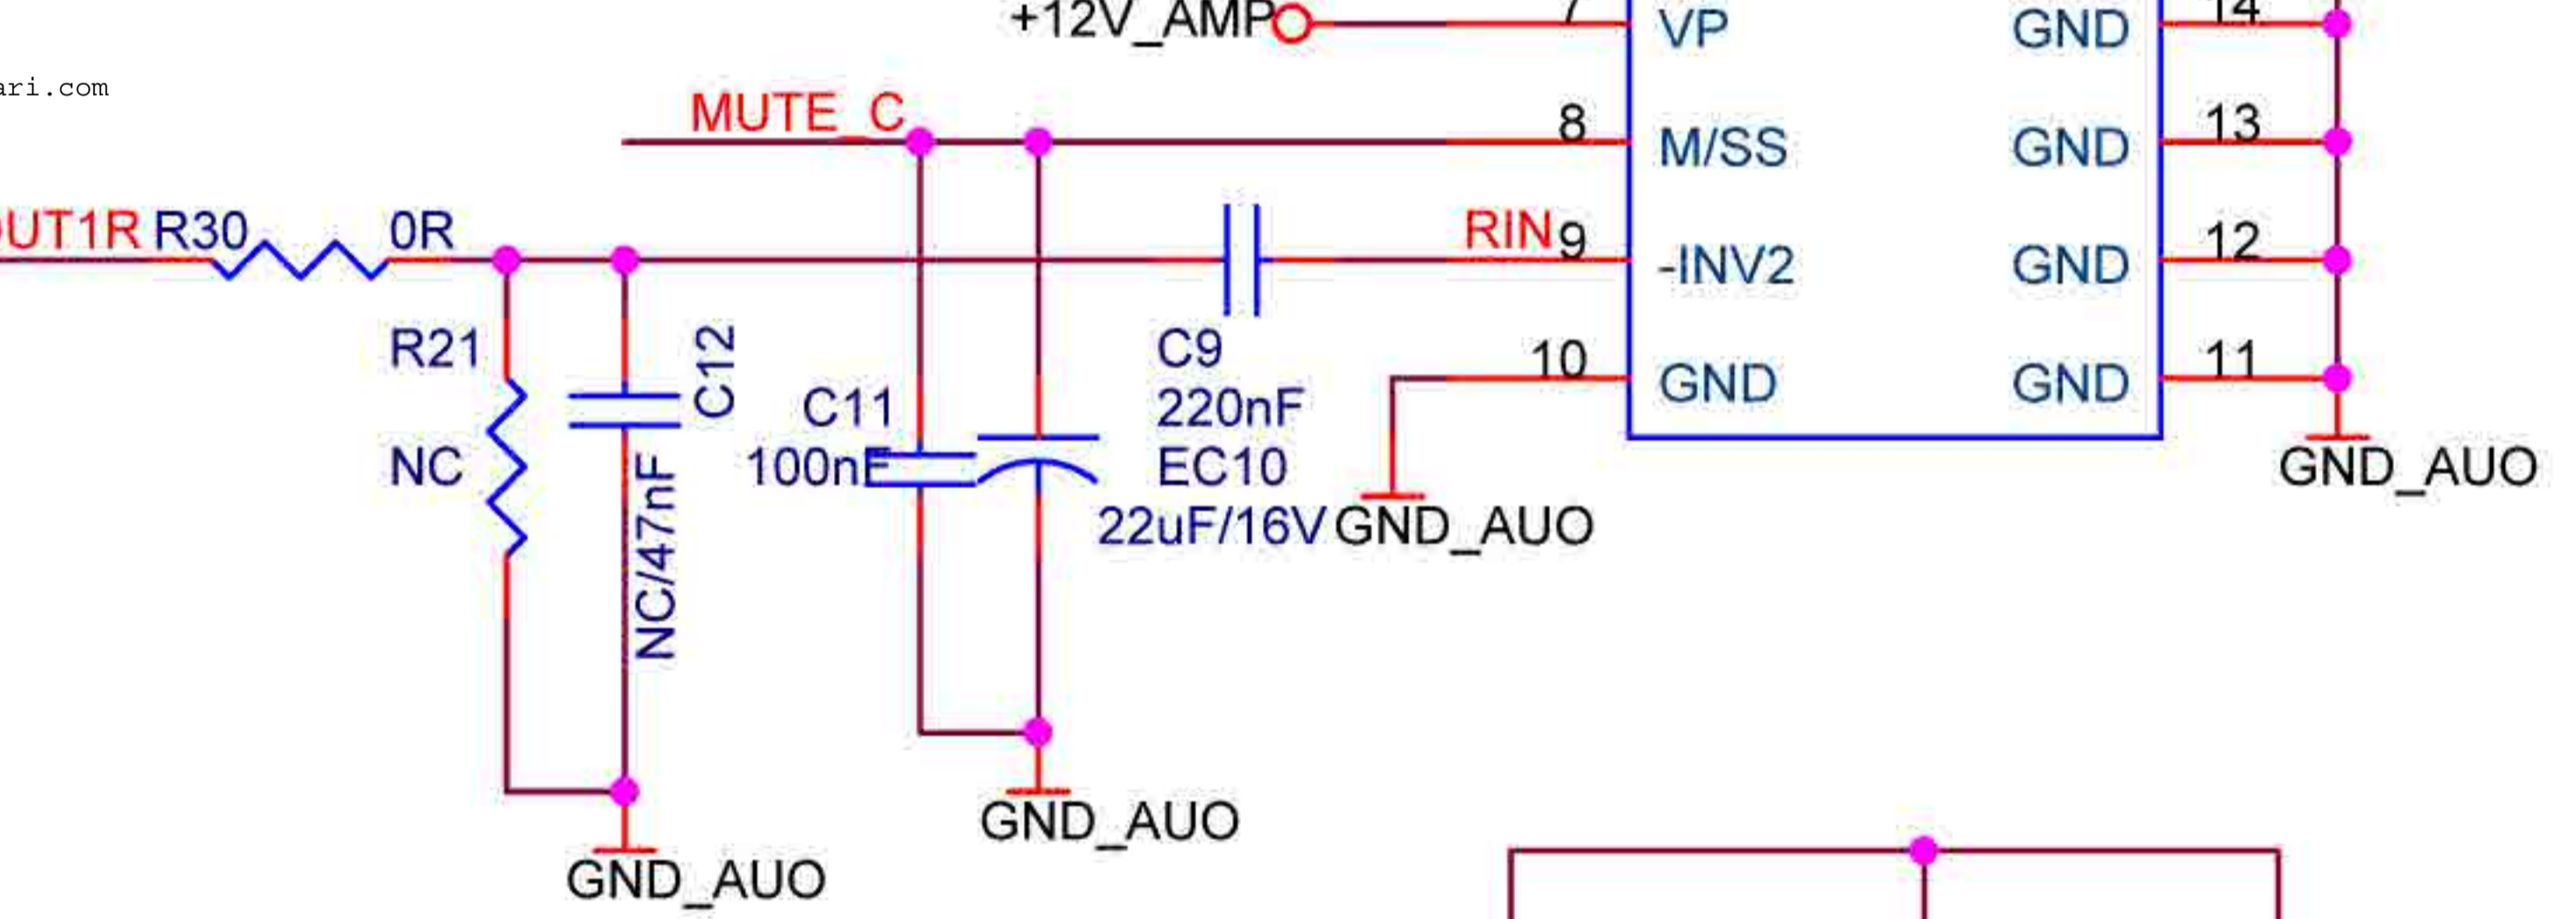 +12V_AMP
7
VP
GND
14
ari.com
MUTE_C
8
M/SS
GND
13
OUT1R
R30
0R
RIN
9
-INV2
GND
12
R21
NC
C12
NC/47nF
C11
100nF
C9
220nF
EC10
22uF/16V
10
GND
GND
11
GND_AUO
GND_AUO
GND_AUO
GND_AUO